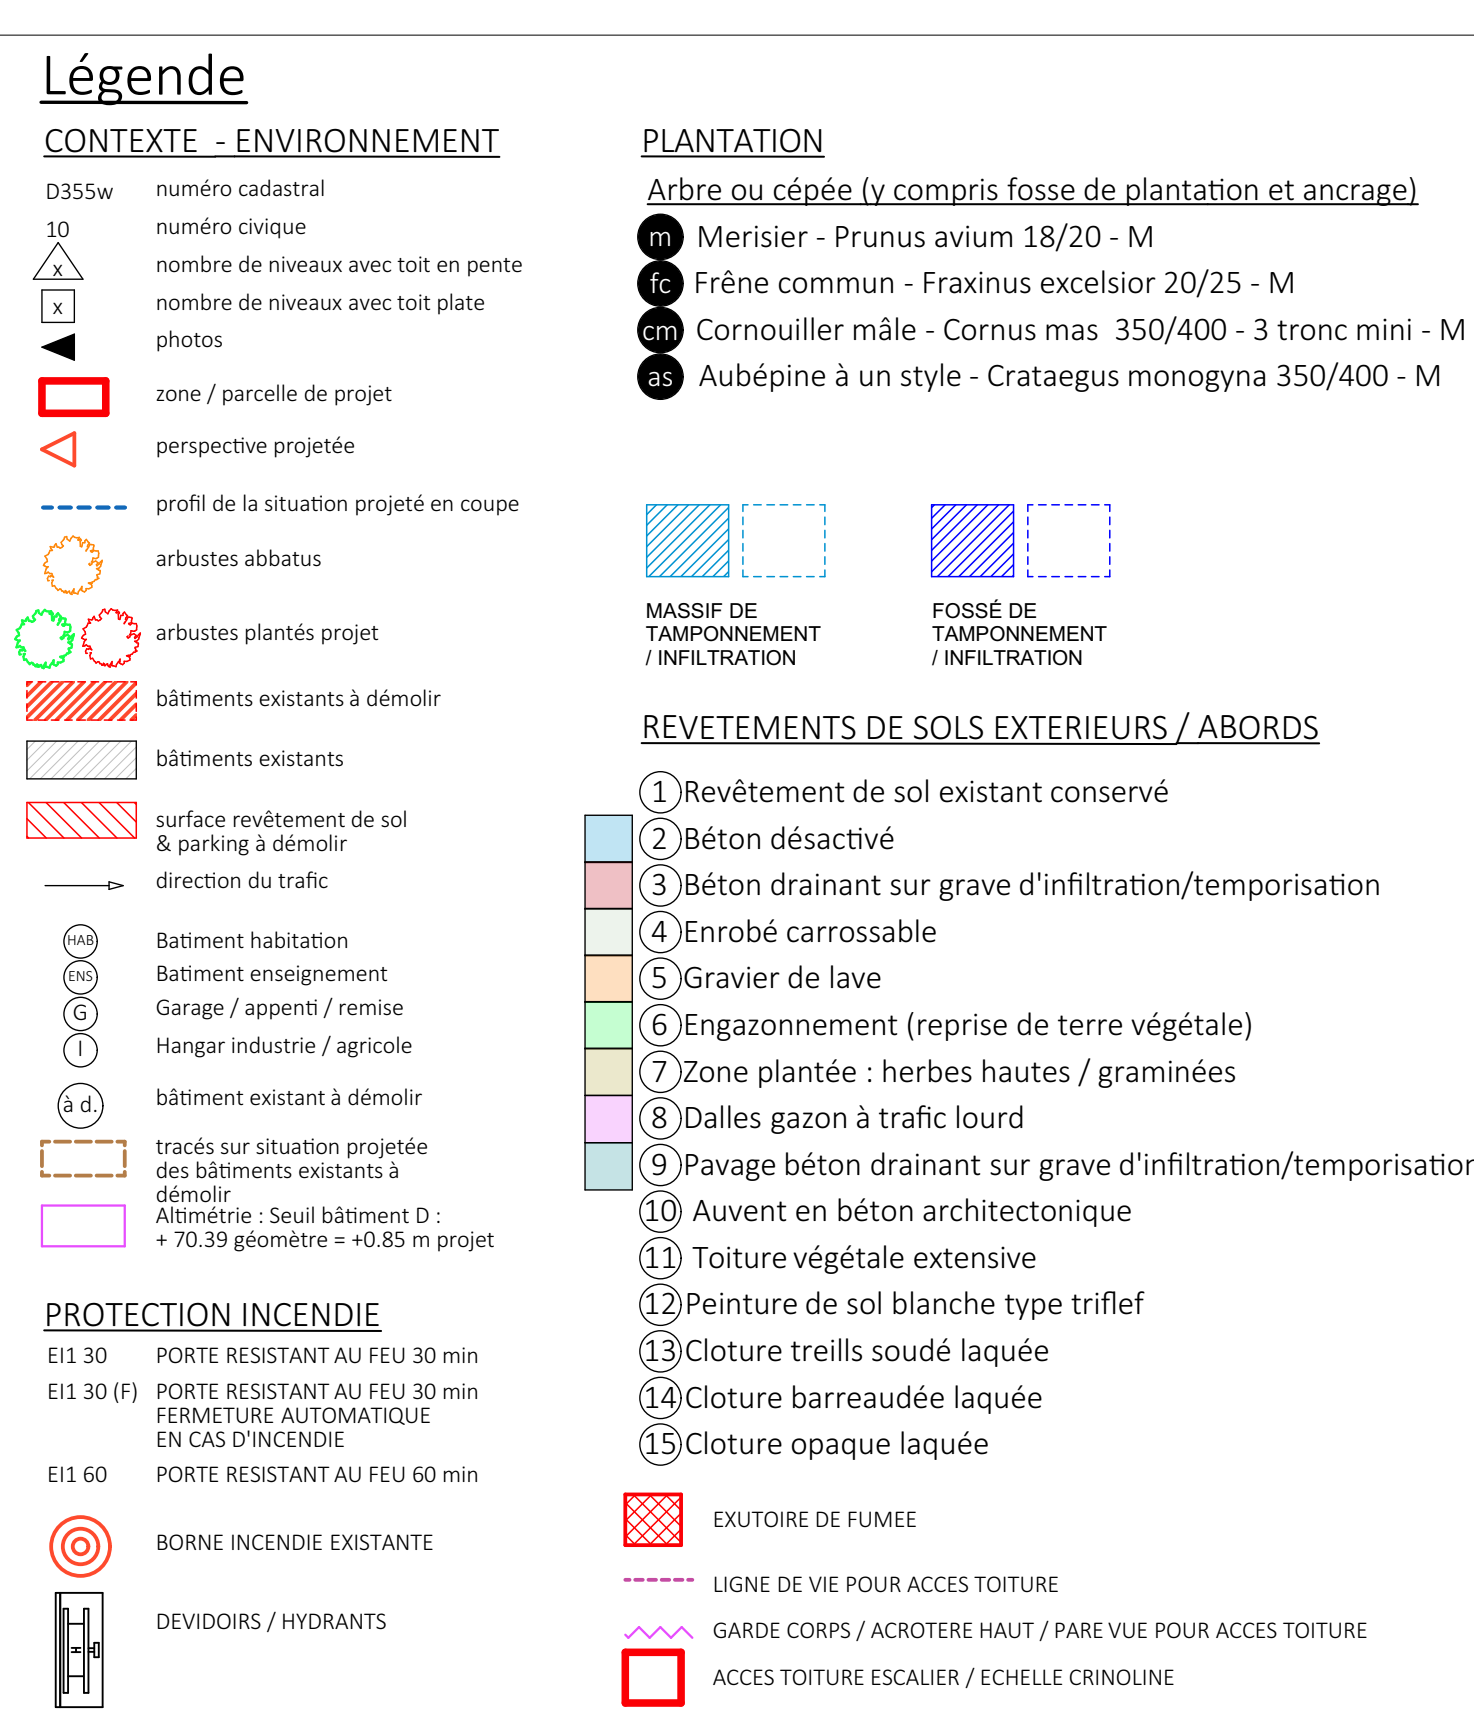 Légende
CONTEXTE - ENVIRONNEMENT
D355w numéro cadastral
10 numéro civique
x nombre de niveaux avec toit en pente
x nombre de niveaux avec toit plate
photos
zone / parcelle de projet
perspective projetée
profil de la situation projeté en coupe
arbustes abbatus
arbustes plantés projet
bâtiments existants à démolir
bâtiments existants
surface revêtement de sol
& parking à démolir
direction du trafic
HAB Batiment habitation
ENS Batiment enseignement
G Garage / appenti / remise
I Hangar industrie / agricole
à d. bâtiment existant à démolir
tracés sur situation projetée
des bâtiments existants à
démolir
Altimétrie : Seuil bâtiment D :
+ 70.39 géomètre = +0.85 m projet
PROTECTION INCENDIE
EI1 30 PORTE RESISTANT AU FEU 30 min
EI1 30 (F) PORTE RESISTANT AU FEU 30 min
FERMETURE AUTOMATIQUE
EN CAS D'INCENDIE
EI1 60 PORTE RESISTANT AU FEU 60 min
BORNE INCENDIE EXISTANTE
H
DEVIDOIRS / HYDRANTS
PLANTATION
Arbre ou cépée (y compris fosse de plantation et ancrage)
m Merisier - Prunus avium 18/20 - M
fc Frêne commun - Fraxinus excelsior 20/25 - M
cm Cornouiller mâle - Cornus mas 350/400 - 3 tronc mini - M
as Aubépine à un style - Crataegus monogyna 350/400 - M
MASSIF DE
TAMPONNEMENT
/ INFILTRATION
FOSSÉ DE
TAMPONNEMENT
/ INFILTRATION
REVETEMENTS DE SOLS EXTERIEURS / ABORDS
1 Revêtement de sol existant conservé
2 Béton désactivé
3 Béton drainant sur grave d'infiltration/temporisation
4 Enrobé carrossable
5 Gravier de lave
6 Engazonnement (reprise de terre végétale)
7 Zone plantée : herbes hautes / graminées
8 Dalles gazon à trafic lourd
9 Pavage béton drainant sur grave d'infiltration/temporisation
10 Auvent en béton architectonique
11 Toiture végétale extensive
12 Peinture de sol blanche type triflef
13 Cloture treills soudé laquée
14 Cloture barreaudée laquée
15 Cloture opaque laquée
EXUTOIRE DE FUMEE
LIGNE DE VIE POUR ACCES TOITURE
GARDE CORPS / ACROTERE HAUT / PARE VUE POUR ACCES TOITURE
ACCES TOITURE ESCALIER / ECHELLE CRINOLINE